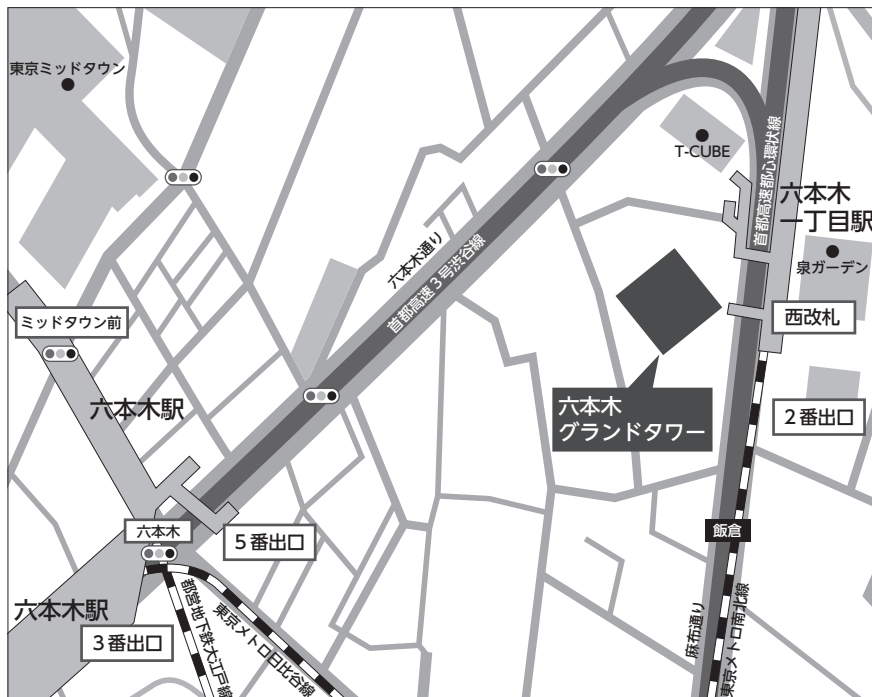 東京ミッドタウン
T-CUBE
首都高速都心環状線
六本木
一丁目駅
泉ガーデン
六本木通り
首都高速3号渋谷線
西改札
ミッドタウン前
六本木駅
六本木
グランドタワー
2番出口
六本木
5番出口
飯倉
六本木駅
3番出口
都営地下鉄大江戸線
東京メトロ日比谷線
麻布通り
東京メトロ南北線